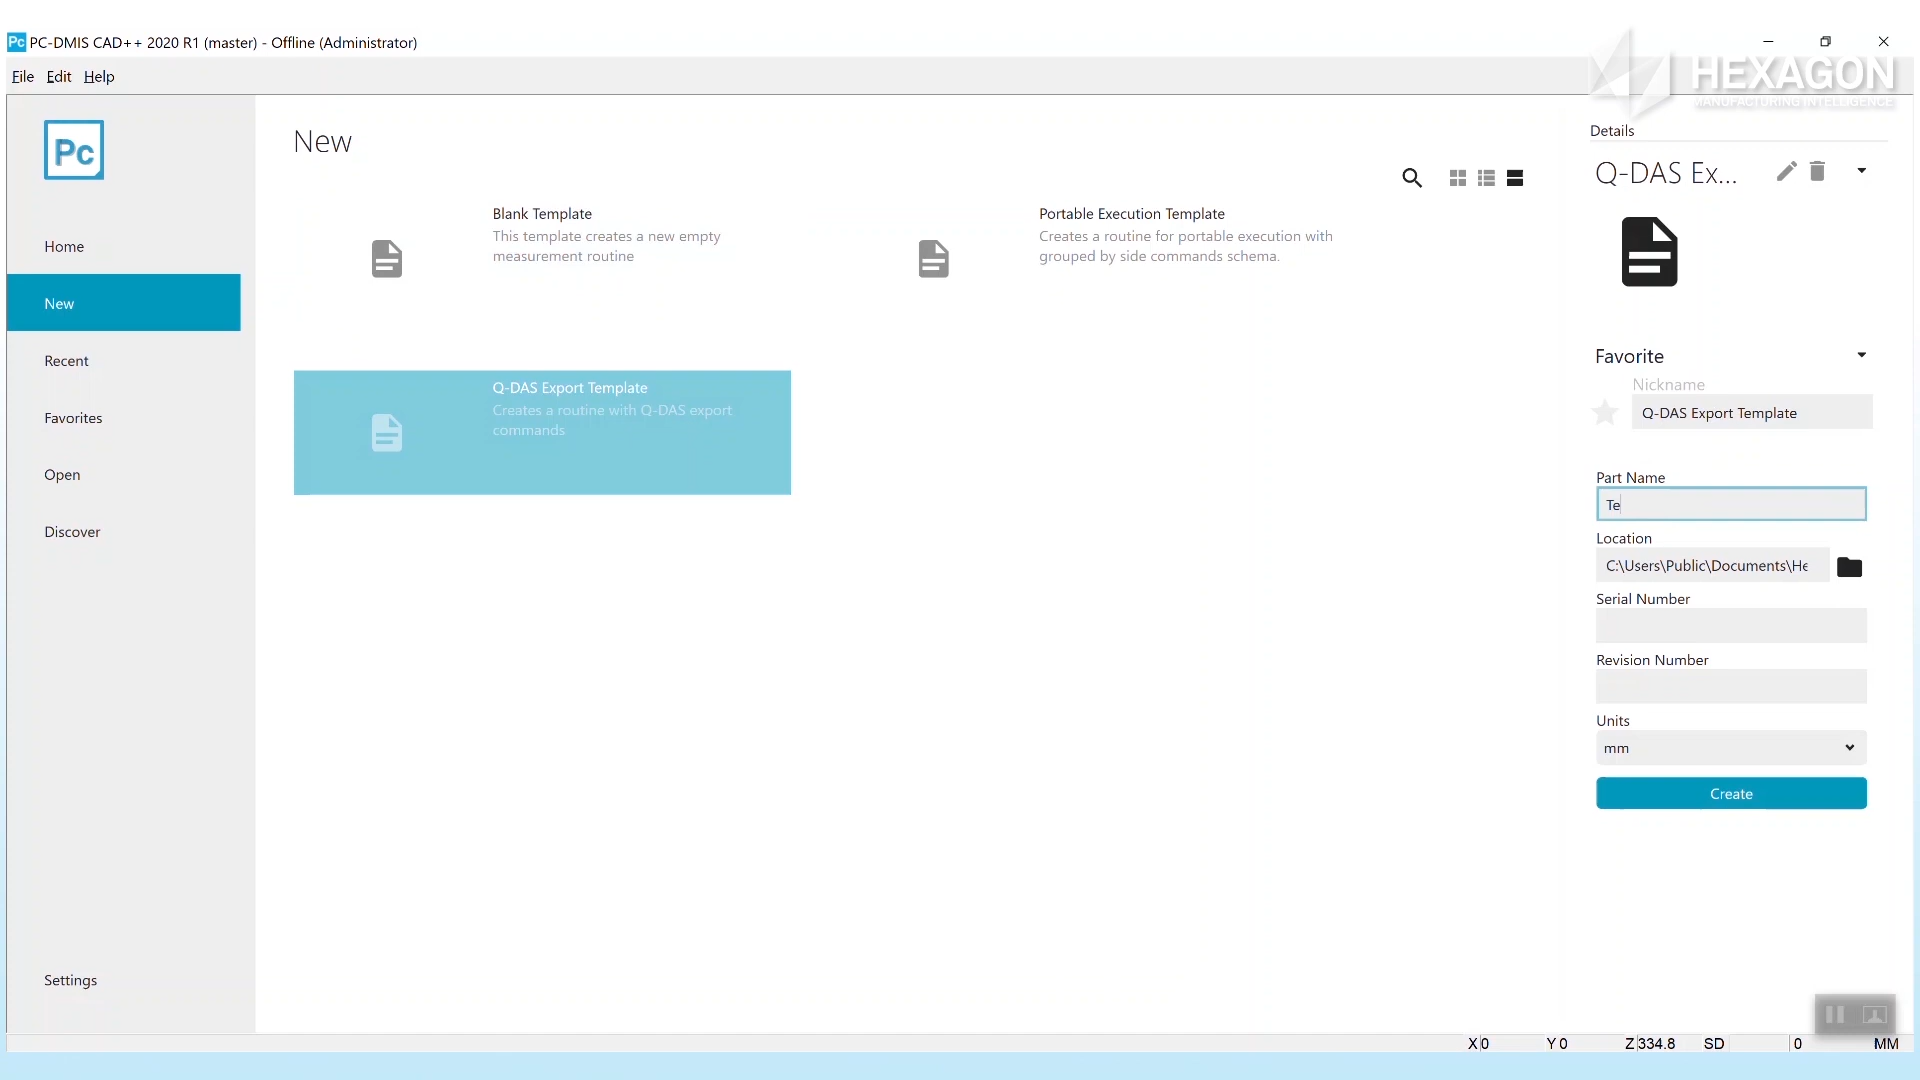 Pc PC-DMIS CAD++ 2020 R1 (master) - Offline (Administrator)
HEXAGON
MANUFACTURING INTELLIGENCE
File Edit Help
Pc
Home
New
Recent
Favorites
Open
Discover
Settings
New
Blank Template
This template creates a new empty
measurement routine
Portable Execution Template
Creates a routine for portable execution with
grouped by side commands schema.
Q-DAS Export Template
Creates a routine with Q-DAS export
commands
Details
Q-DAS Ex...
Favorite
Nickname
Q-DAS Export Template
Part Name
Te
Location
C:\Users\Public\Documents\He
Serial Number
Revision Number
Units
mm
Create
X 0 Y 0 Z 334.8 SD 0 MM